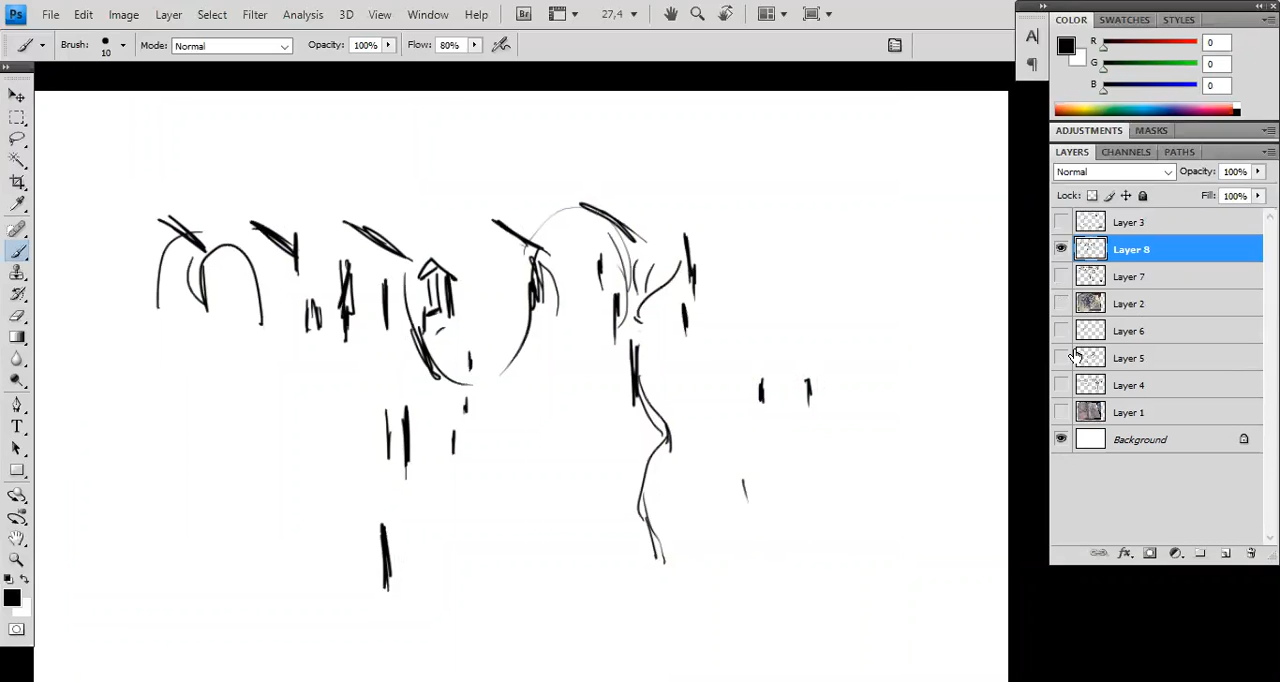 Ps File Edit Image Layer Select Filter Analysis 3D View Window Help Br 27,4
Brush: 10 Mode: Normal Opacity: 100% Flow: 80%
COLOR SWATCHES STYLES
R 0
G 0
B 0
ADJUSTMENTS MASKS
LAYERS CHANNELS PATHS
Normal Opacity: 100%
Lock: Fill: 100%
Layer 3
Layer 8
Layer 7
Layer 2
Layer 6
Layer 5
Layer 4
Layer 1
Background